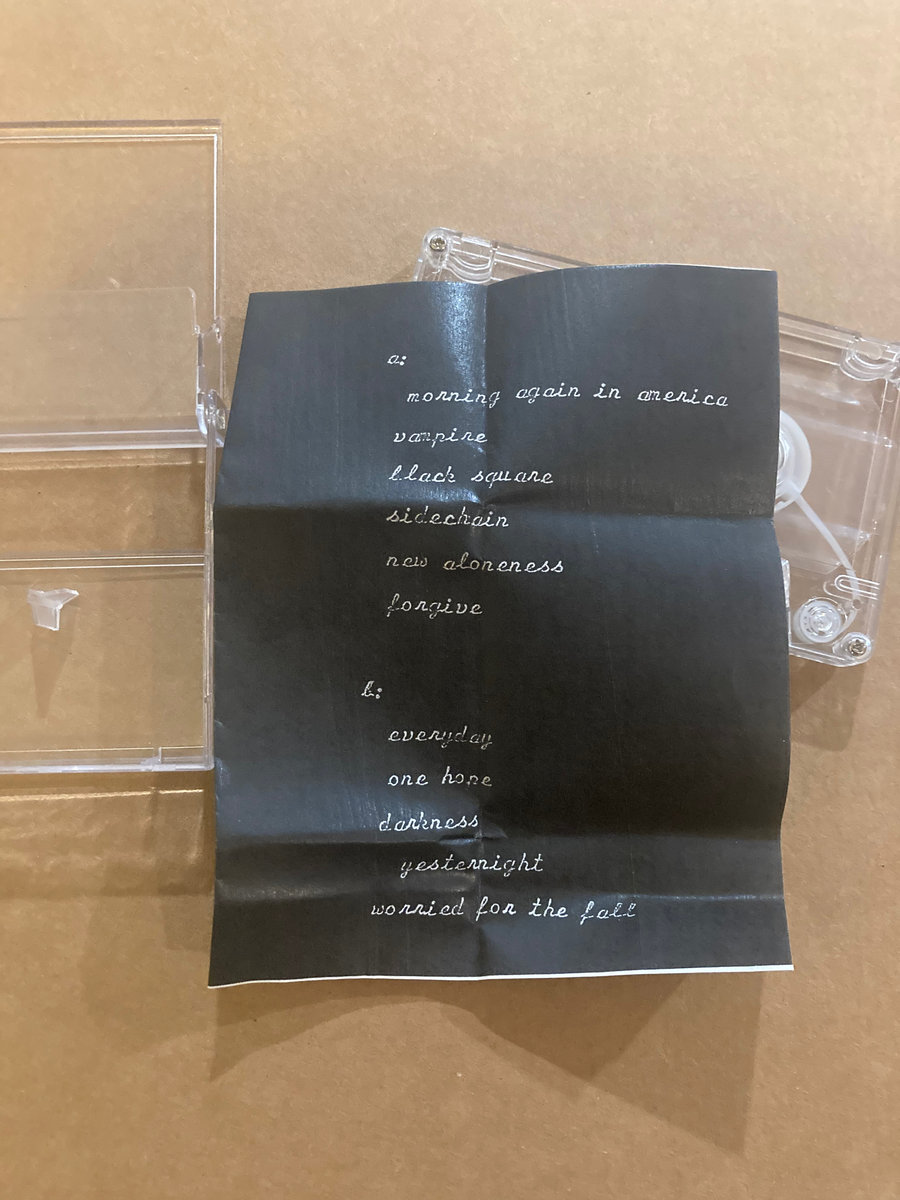 a:
morning again in america
vampire
black square
sidechain
new aloneness
forgive
b:
everyday
one hope
darkness
yesternight
worried for the fall